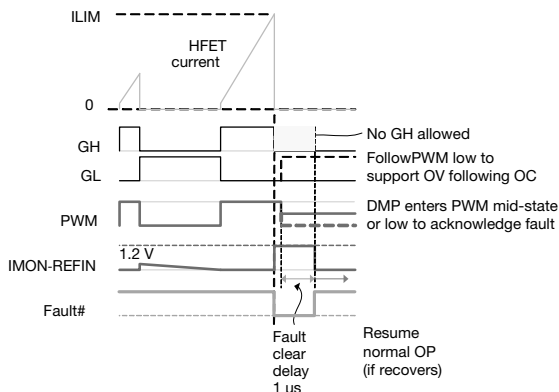 ILIM
HFET
current
0
No GH allowed
GH
FollowPWM low to
support OV following OC
GL
DMP enters PWM mid-state
or low to acknowledge fault
PWM
1.2 V
IMON-REFIN
Fault#
Fault
clear
delay
1 us
Resume
normal OP
(if recovers)